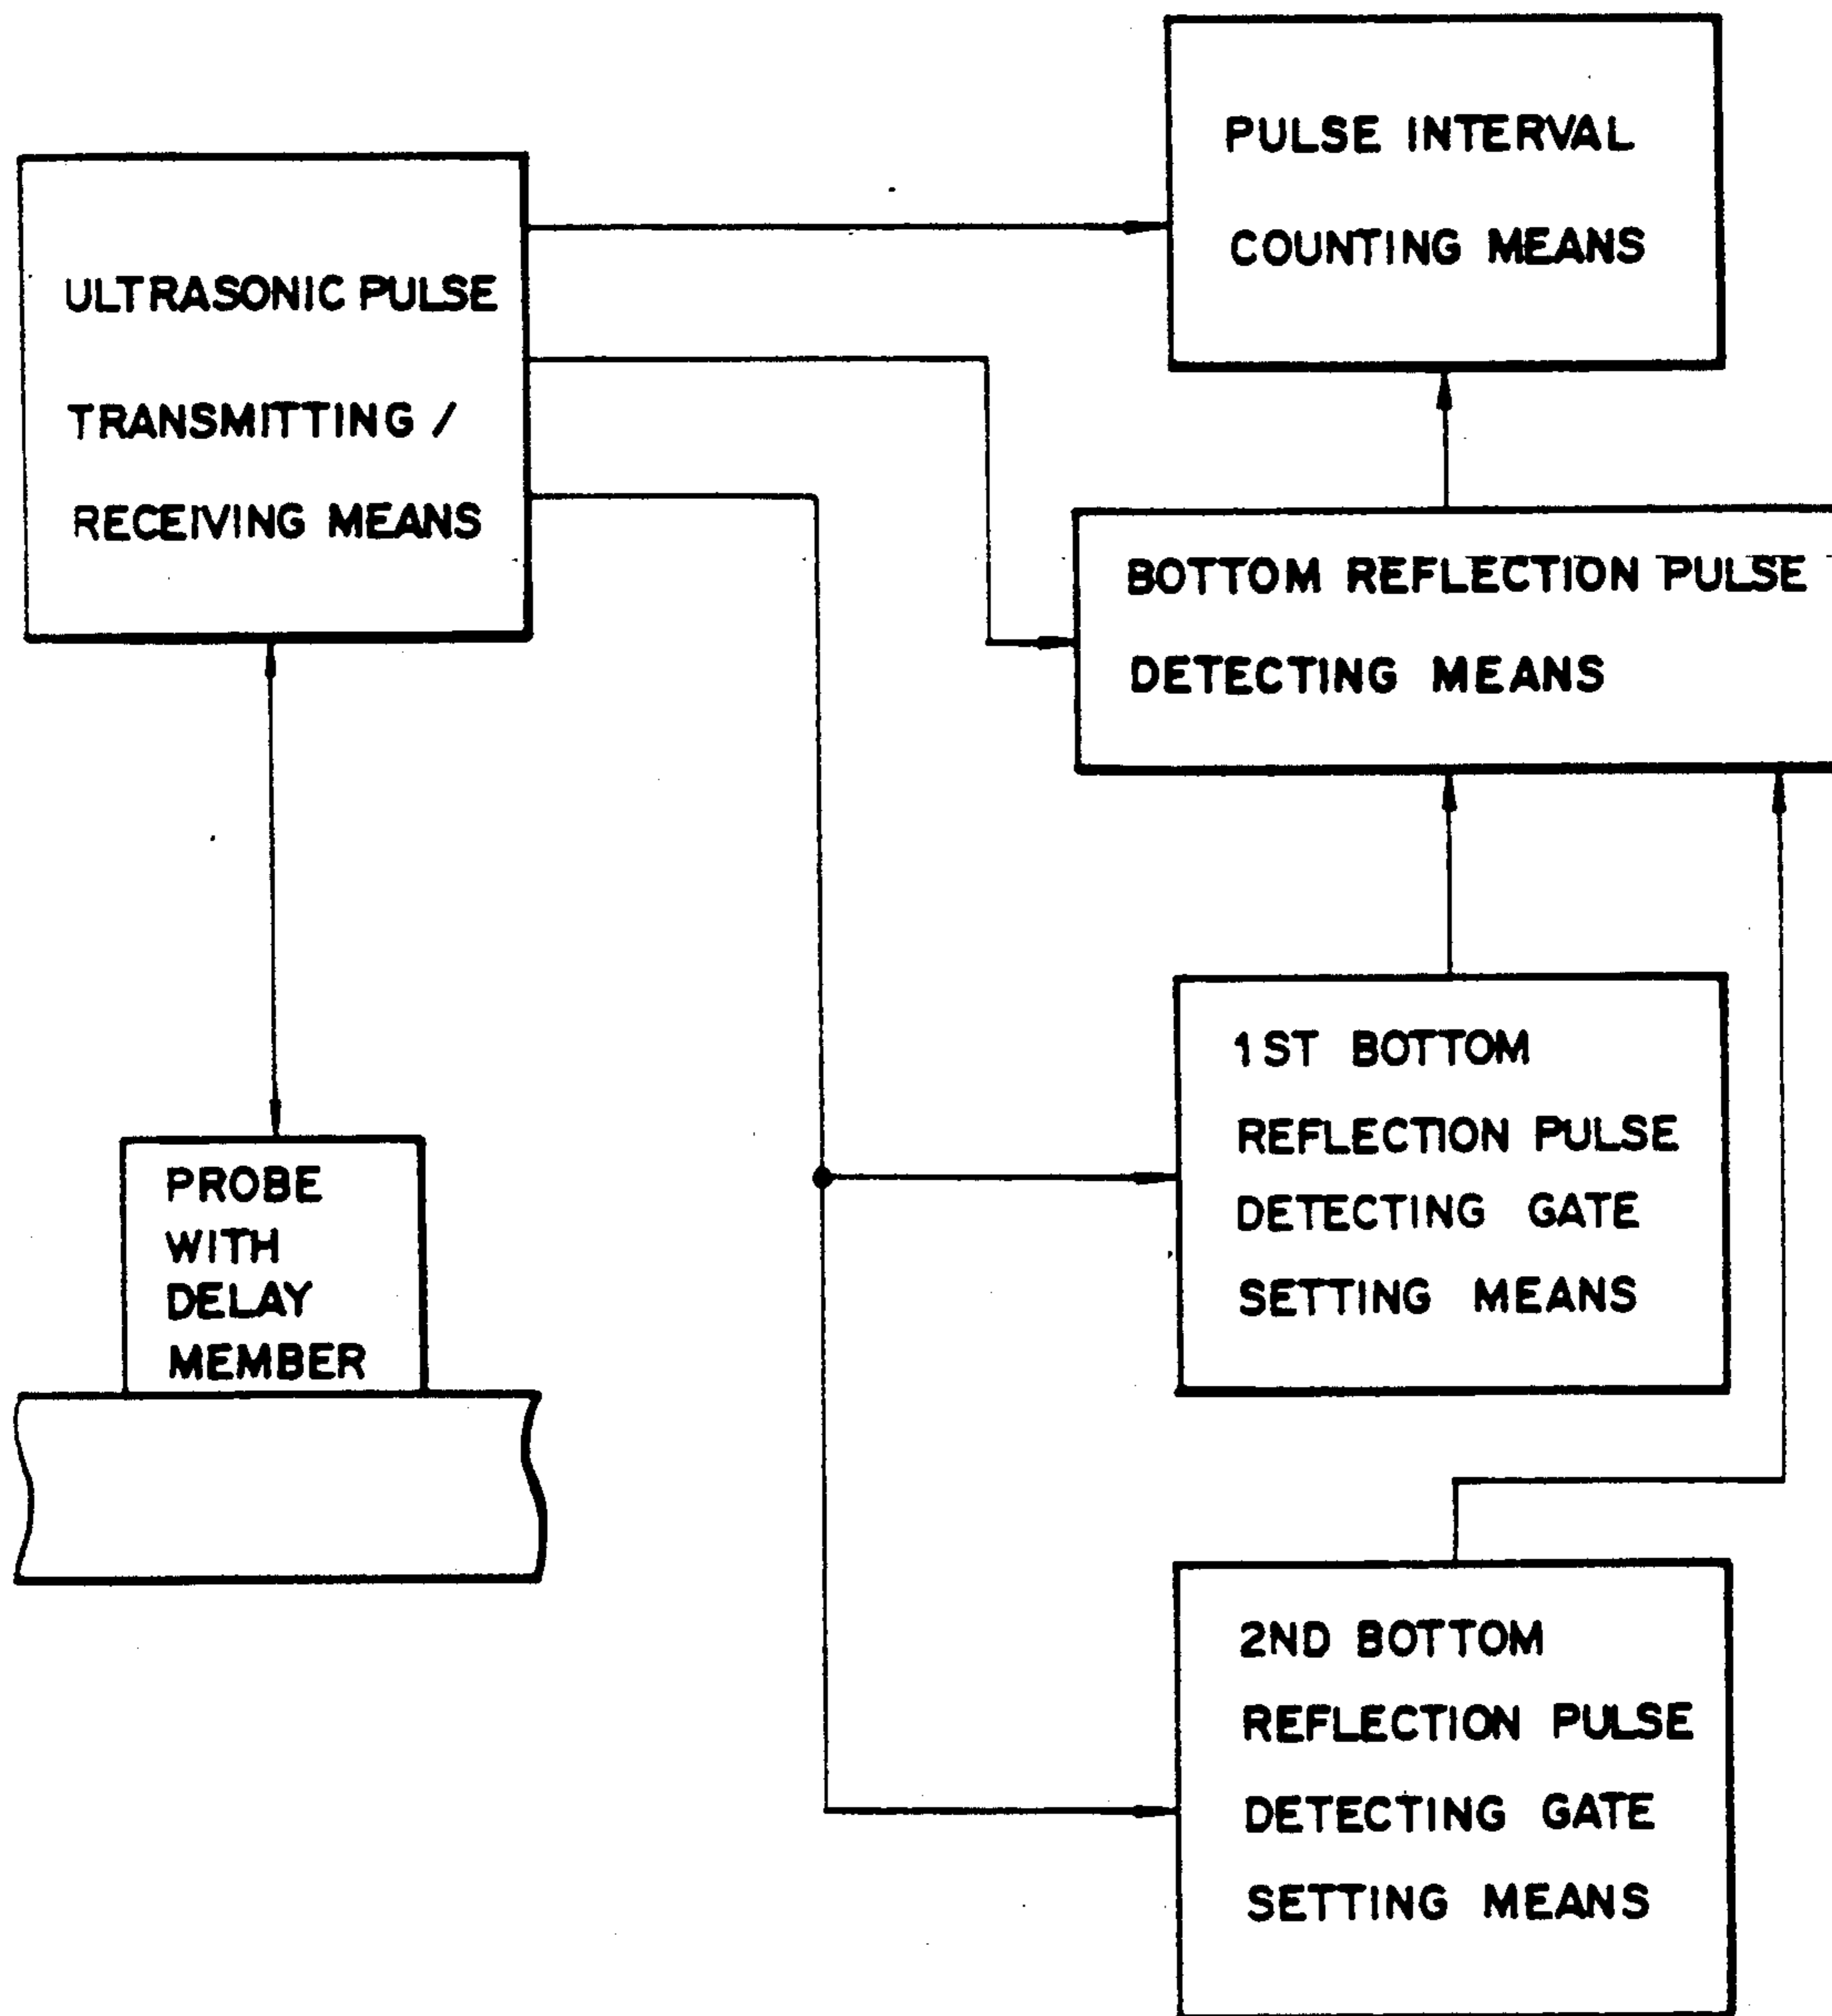 PULSE INTERVAL
COUNTING MEANS
ULTRASONIC PULSE
TRANSMITTING /
RECEIVING MEANS
BOTTOM REFLECTION PULSE
DETECTING MEANS
1ST BOTTOM
REFLECTION PULSE
DETECTING GATE
SETTING MEANS
PROBE
WITH
DELAY
MEMBER
2ND BOTTOM
REFLECTION PULSE
DETECTING GATE
SETTING MEANS